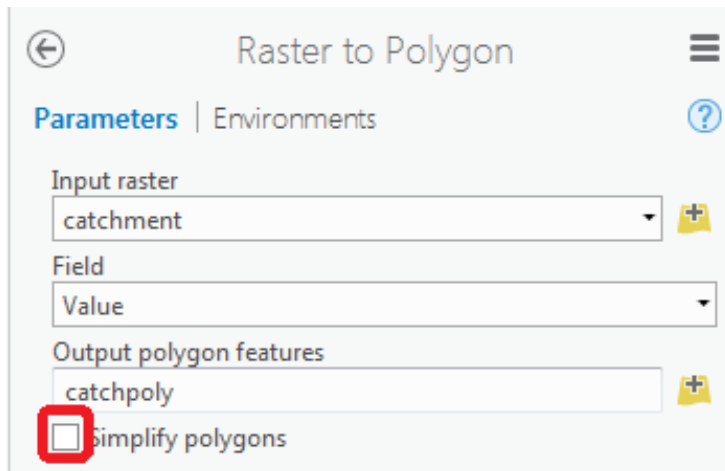 Raster to Polygon
Parameters | Environments
?
Input raster
catchment
Field
Value
Output polygon features
catchpoly
Simplify polygons